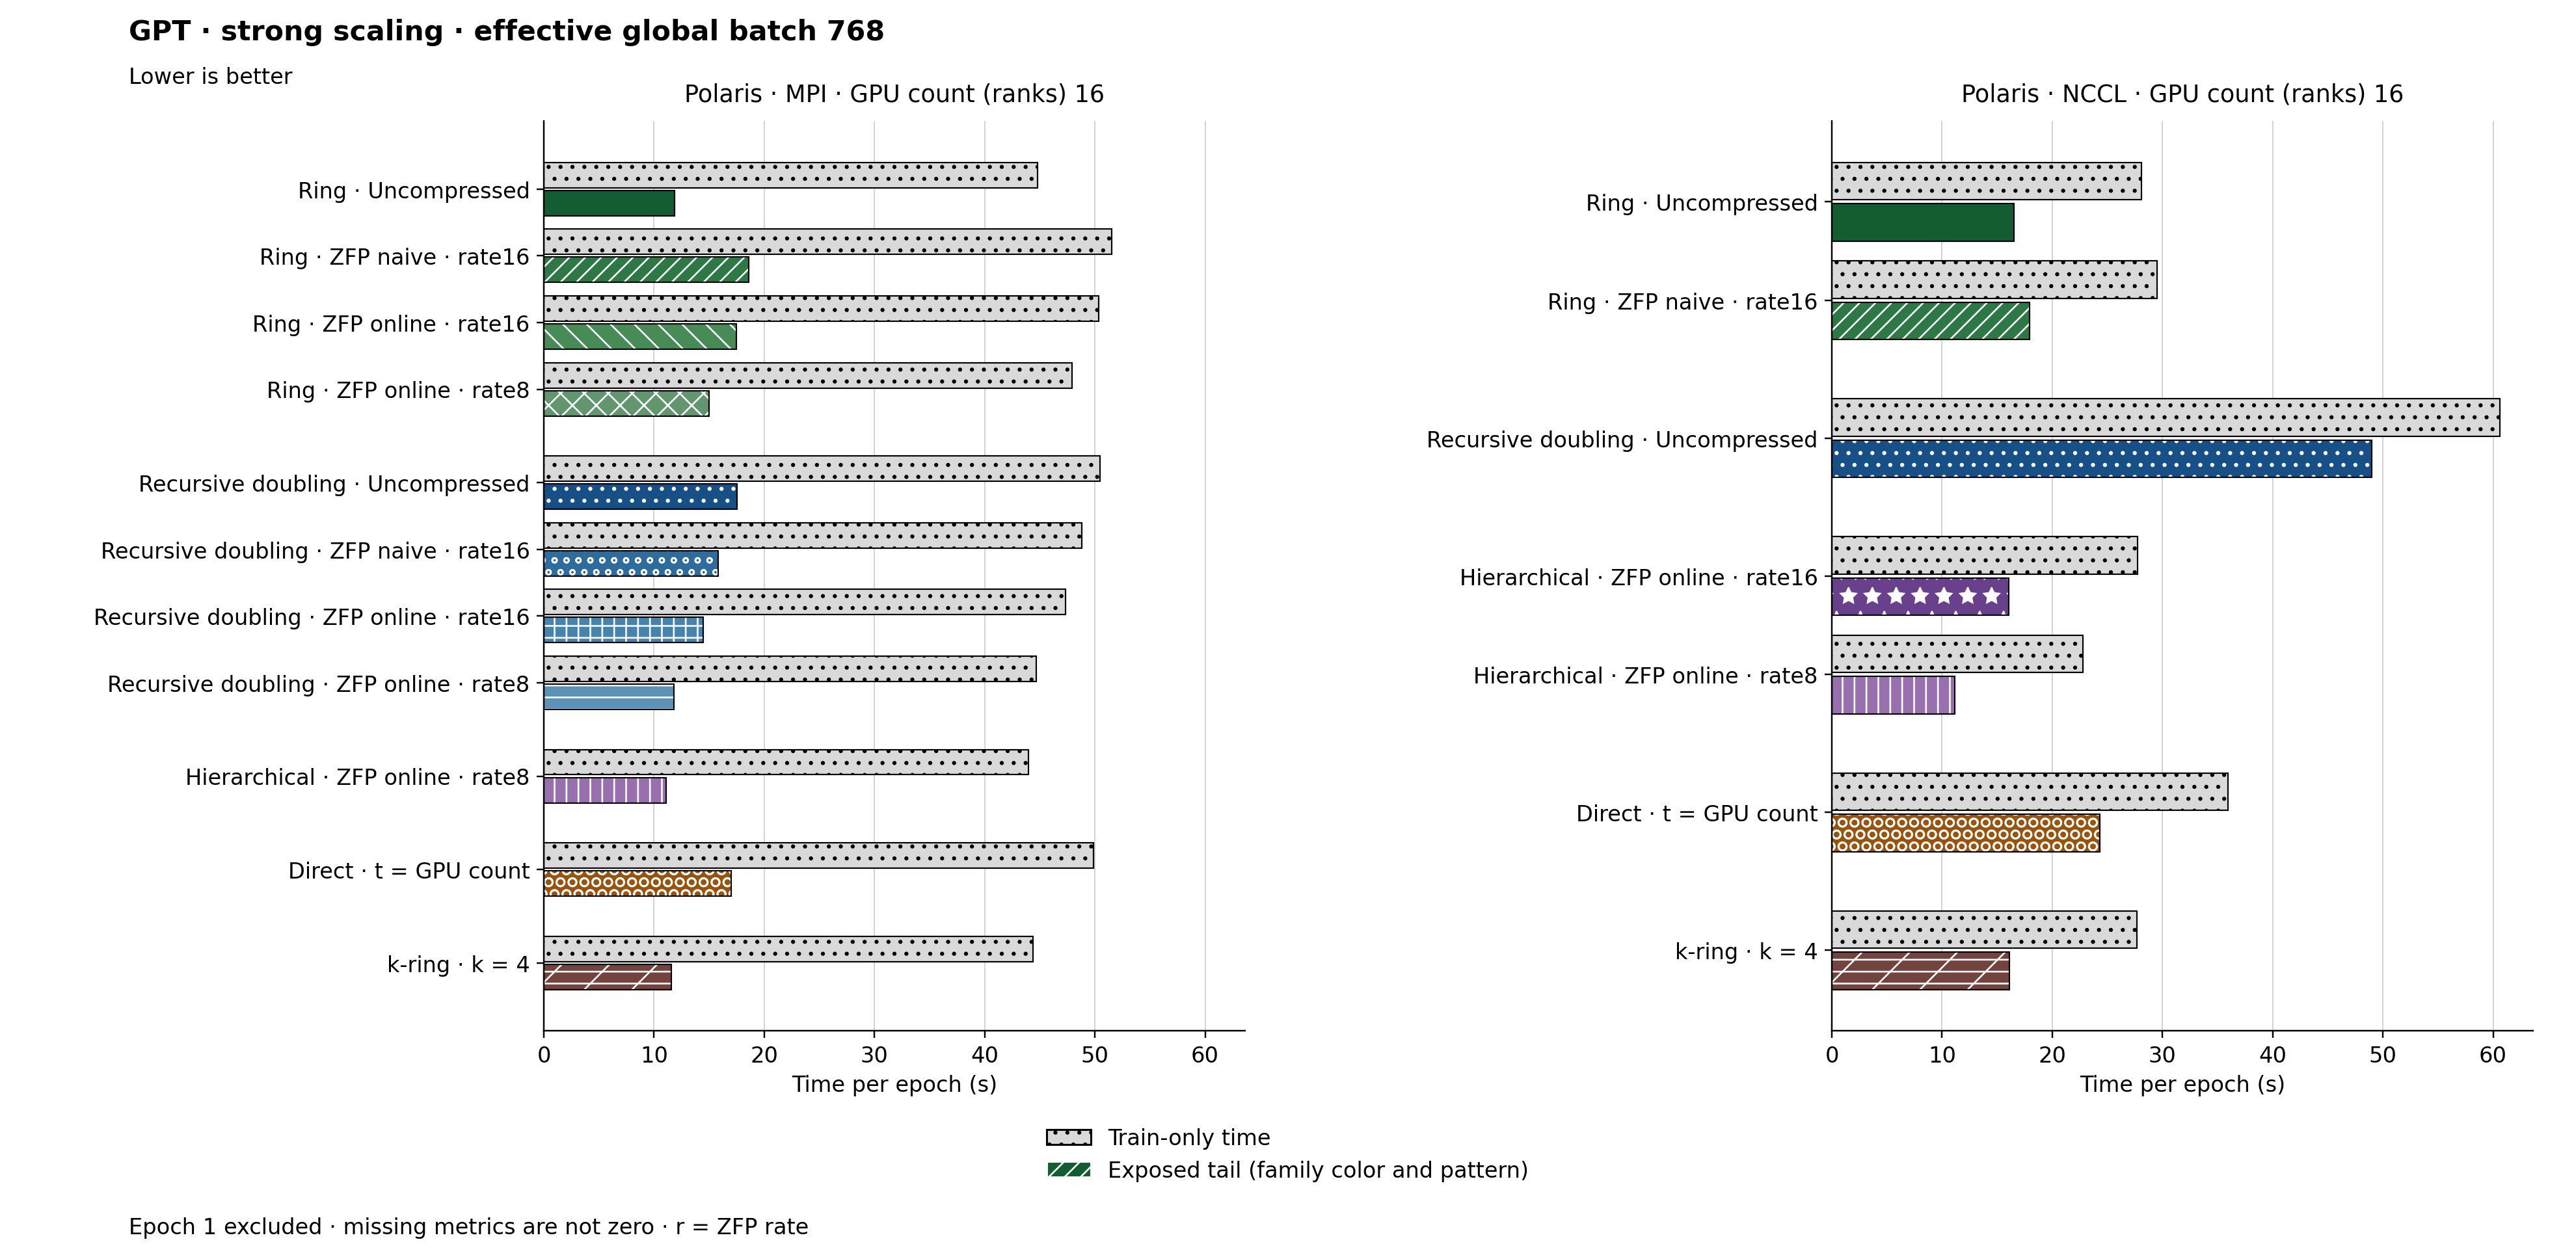 GPT · strong scaling · effective global batch 768
Lower is better
Polaris · MPI · GPU count (ranks) 16
Ring · Uncompressed
Ring · ZFP naive · rate16
Ring · ZFP online · rate16
Ring · ZFP online · rate8
Recursive doubling · Uncompressed
Recursive doubling · ZFP naive · rate16
Recursive doubling · ZFP online · rate16
Recursive doubling · ZFP online · rate8
Hierarchical · ZFP online · rate8
Direct · t = GPU count
k-ring · k = 4
0 10 20 30 40 50 60
Time per epoch (s)
Polaris · NCCL · GPU count (ranks) 16
Ring · Uncompressed
Ring · ZFP naive · rate16
Recursive doubling · Uncompressed
Hierarchical · ZFP online · rate16
Hierarchical · ZFP online · rate8
Direct · t = GPU count
k-ring · k = 4
0 10 20 30 40 50 60
Time per epoch (s)
Train-only time
Exposed tail (family color and pattern)
Epoch 1 excluded · missing metrics are not zero · r = ZFP rate